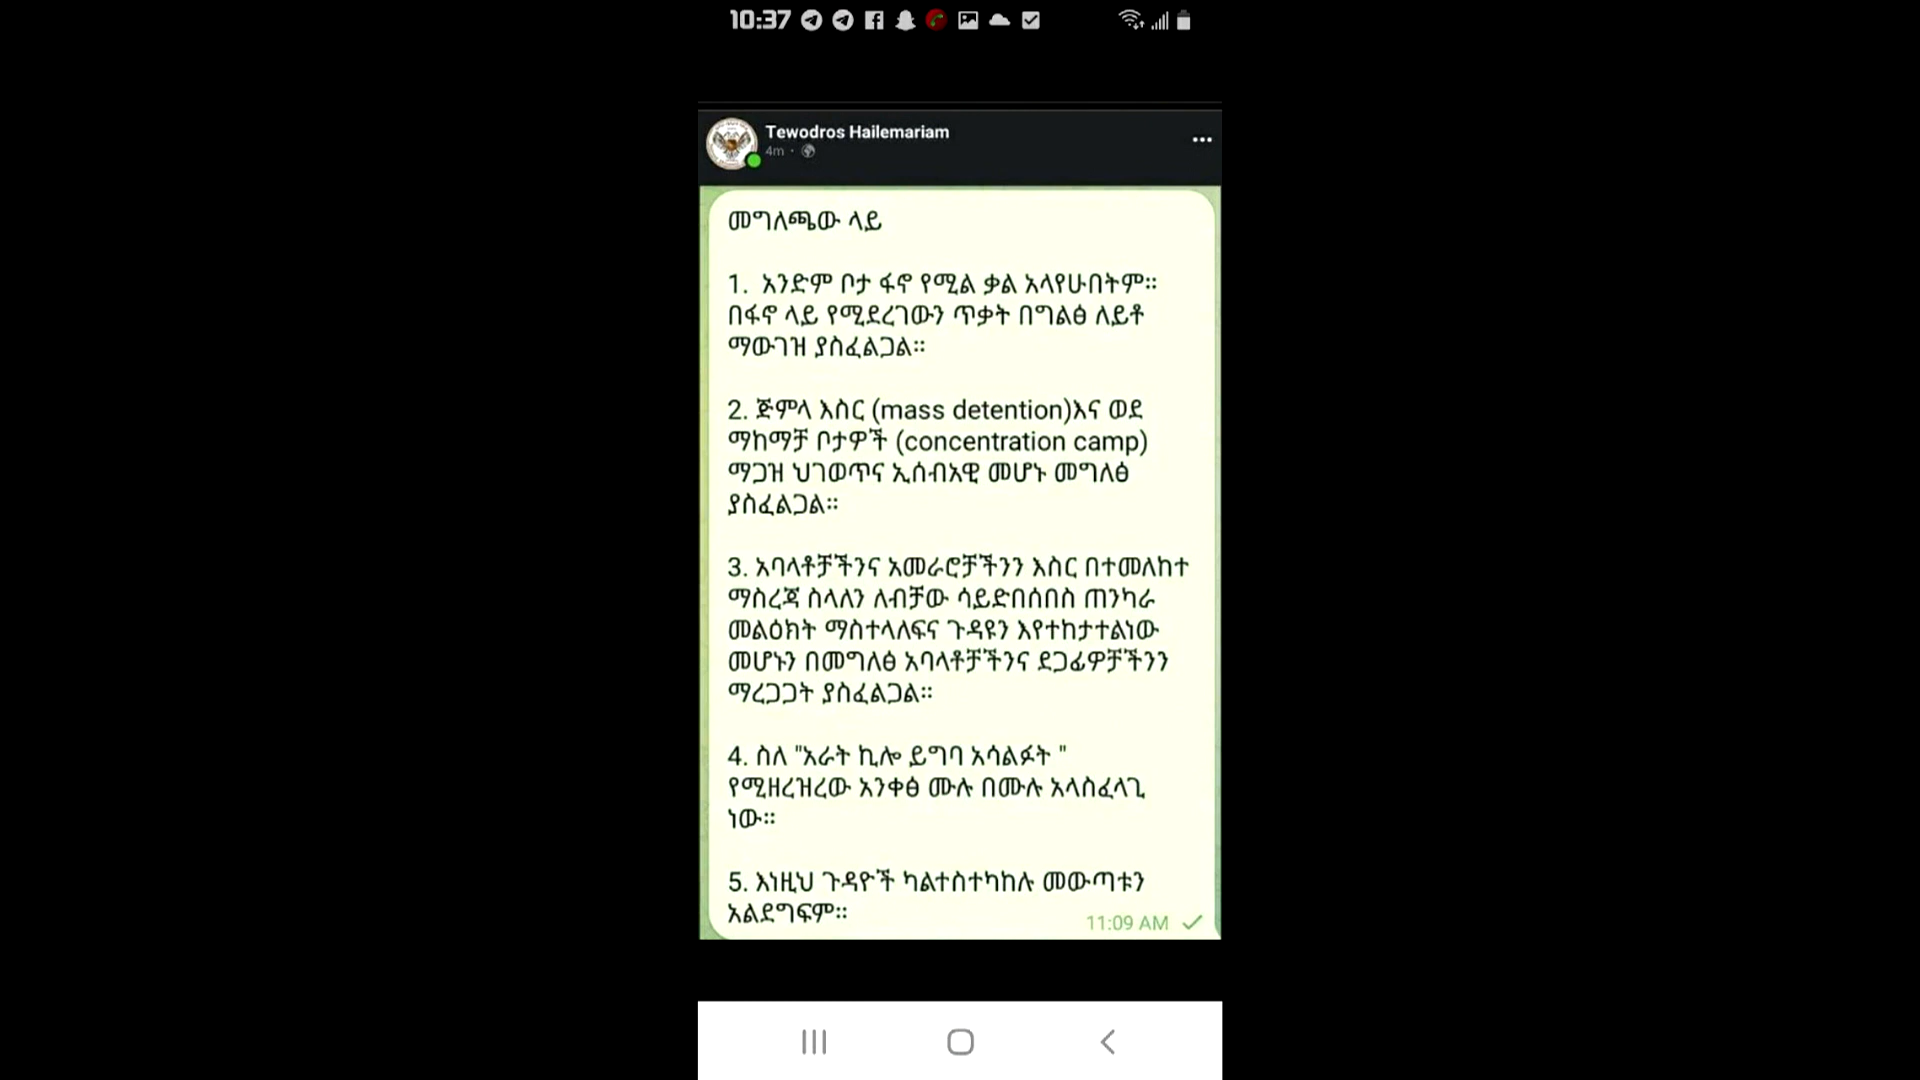 10:37
Tewodros Hailemariam
4m ·
መግለጫው ላይ
1. አንድም ቦታ ፋኖ የሚል ቃል አላየሁበትም።
በፋኖ ላይ የሚደረገውን ጥቃት በግልፅ ለይቶ
ማውገዝ ያስፈልጋል።
2. ጅምላ እስር (mass detention)እና ወደ
ማከማቻ ቦታዎች (concentration camp)
ማጋዝ ህገወጥና ኢሰብአዊ መሆኑ መግለፅ
ያስፈልጋል።
3. አባላቶቻችንና አመራሮቻችንን እስር በተመለከተ
ማስረጃ ስላለን ለብቻው ሳይድበሰበስ ጠንካራ
መልዕክት ማስተላለፍና ጉዳዩን እየተከታተልነው
መሆኑን በመግለፅ አባላቶቻችንና ደጋፊዎቻችንን
ማረጋጋት ያስፈልጋል።
4. ስለ "አራት ኪሎ ይግባ አሳልፉት "
የሚዘረዝረው አንቀፅ ሙሉ በሙሉ አላስፈላጊ
ነው።
5. እነዚህ ጉዳዮች ካልተስተካከሉ መውጣቱን
አልደግፍም።
11:09 AM